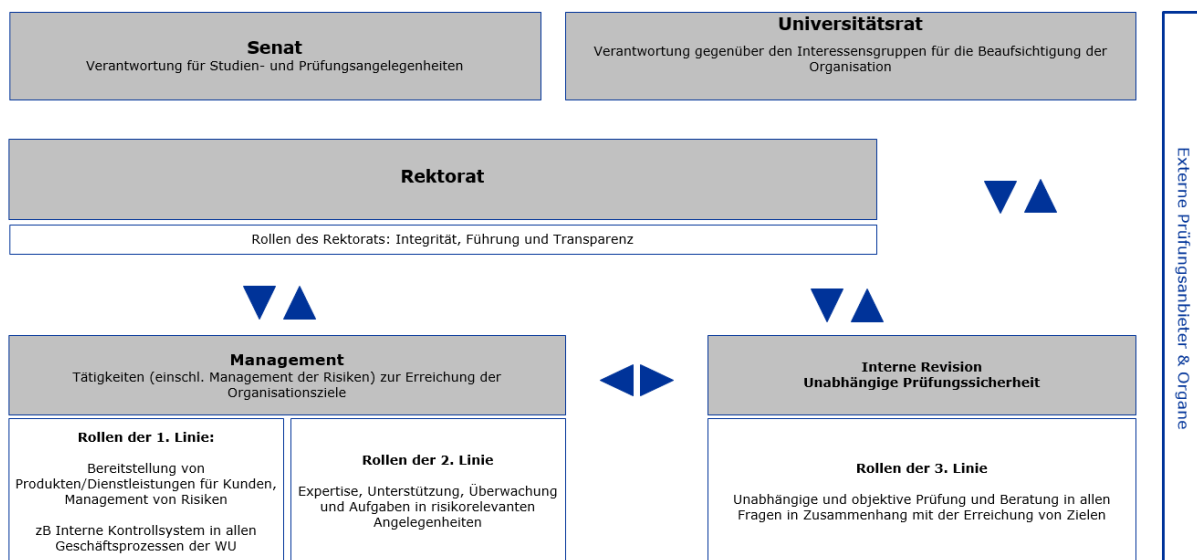 Senat
Verantwortung für Studien- und Prüfungsangelegenheiten
Universitätsrat
Verantwortung gegenüber den Interessensgruppen für die Beaufsichtigung der
Organisation
Rektorat
Rollen des Rektorats: Integrität, Führung und Transparenz
Management
Tätigkeiten (einschl. Management der Risiken) zur Erreichung der
Organisationsziele
Interne Revision
Unabhängige Prüfungssicherheit
Rollen der 1. Linie:
Bereitstellung von
Produkten/Dienstleistungen für Kunden,
Management von Risiken
zB Interne Kontrollsystem in allen
Geschäftsprozessen der WU
Rollen der 2. Linie
Expertise, Unterstützung, Überwachung
und Aufgaben in risikorelevanten
Angelegenheiten
Rollen der 3. Linie
Unabhängige und objektive Prüfung und Beratung in allen
Fragen in Zusammenhang mit der Erreichung von Zielen
Externe Prüfungsanbieter & Organe